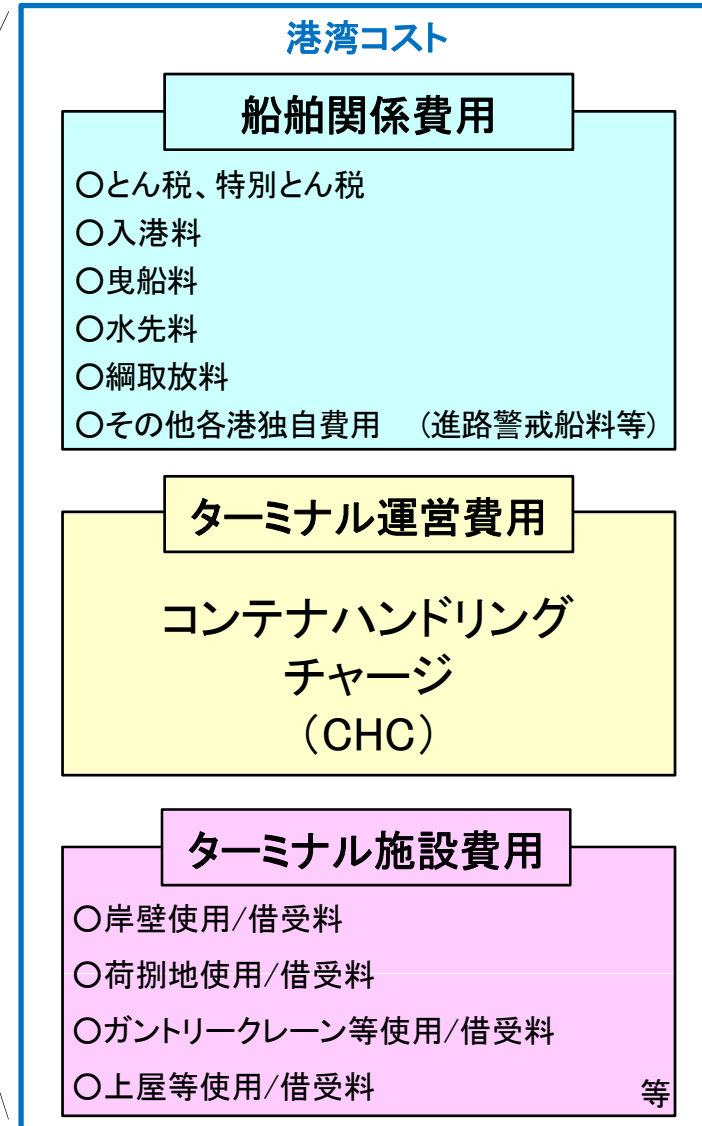 港湾コスト
船舶関係費用
○とん税、特別とん税
○入港料
○曳船料
○水先料
○綱取放料
○その他各港独自費用　（進路警戒船料等）
ターミナル運営費用
コンテナハンドリング
チャージ
（CHC）
ターミナル施設費用
○岸壁使用/借受料
○荷捌地使用/借受料
○ガントリークレーン等使用/借受料
○上屋等使用/借受料　等